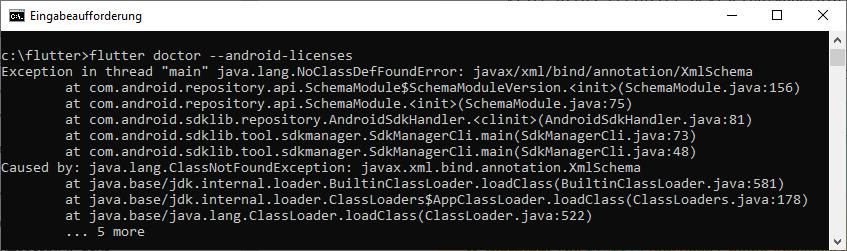 Eingabeaufforderung
c:\flutter>flutter doctor --android-licenses
Exception in thread "main" java.lang.NoClassDefFoundError: javax/xml/bind/annotation/XmlSchema
        at com.android.repository.api.SchemaModule$SchemaModuleVersion.<init>(SchemaModule.java:156)
        at com.android.repository.api.SchemaModule.<init>(SchemaModule.java:75)
        at com.android.sdklib.repository.AndroidSdkHandler.<clinit>(AndroidSdkHandler.java:81)
        at com.android.sdklib.tool.sdkmanager.SdkManagerCli.main(SdkManagerCli.java:73)
        at com.android.sdklib.tool.sdkmanager.SdkManagerCli.main(SdkManagerCli.java:48)
Caused by: java.lang.ClassNotFoundException: javax.xml.bind.annotation.XmlSchema
        at java.base/jdk.internal.loader.BuiltinClassLoader.loadClass(BuiltinClassLoader.java:581)
        at java.base/jdk.internal.loader.ClassLoaders$AppClassLoader.loadClass(ClassLoaders.java:178)
        at java.base/java.lang.ClassLoader.loadClass(ClassLoader.java:522)
        ... 5 more